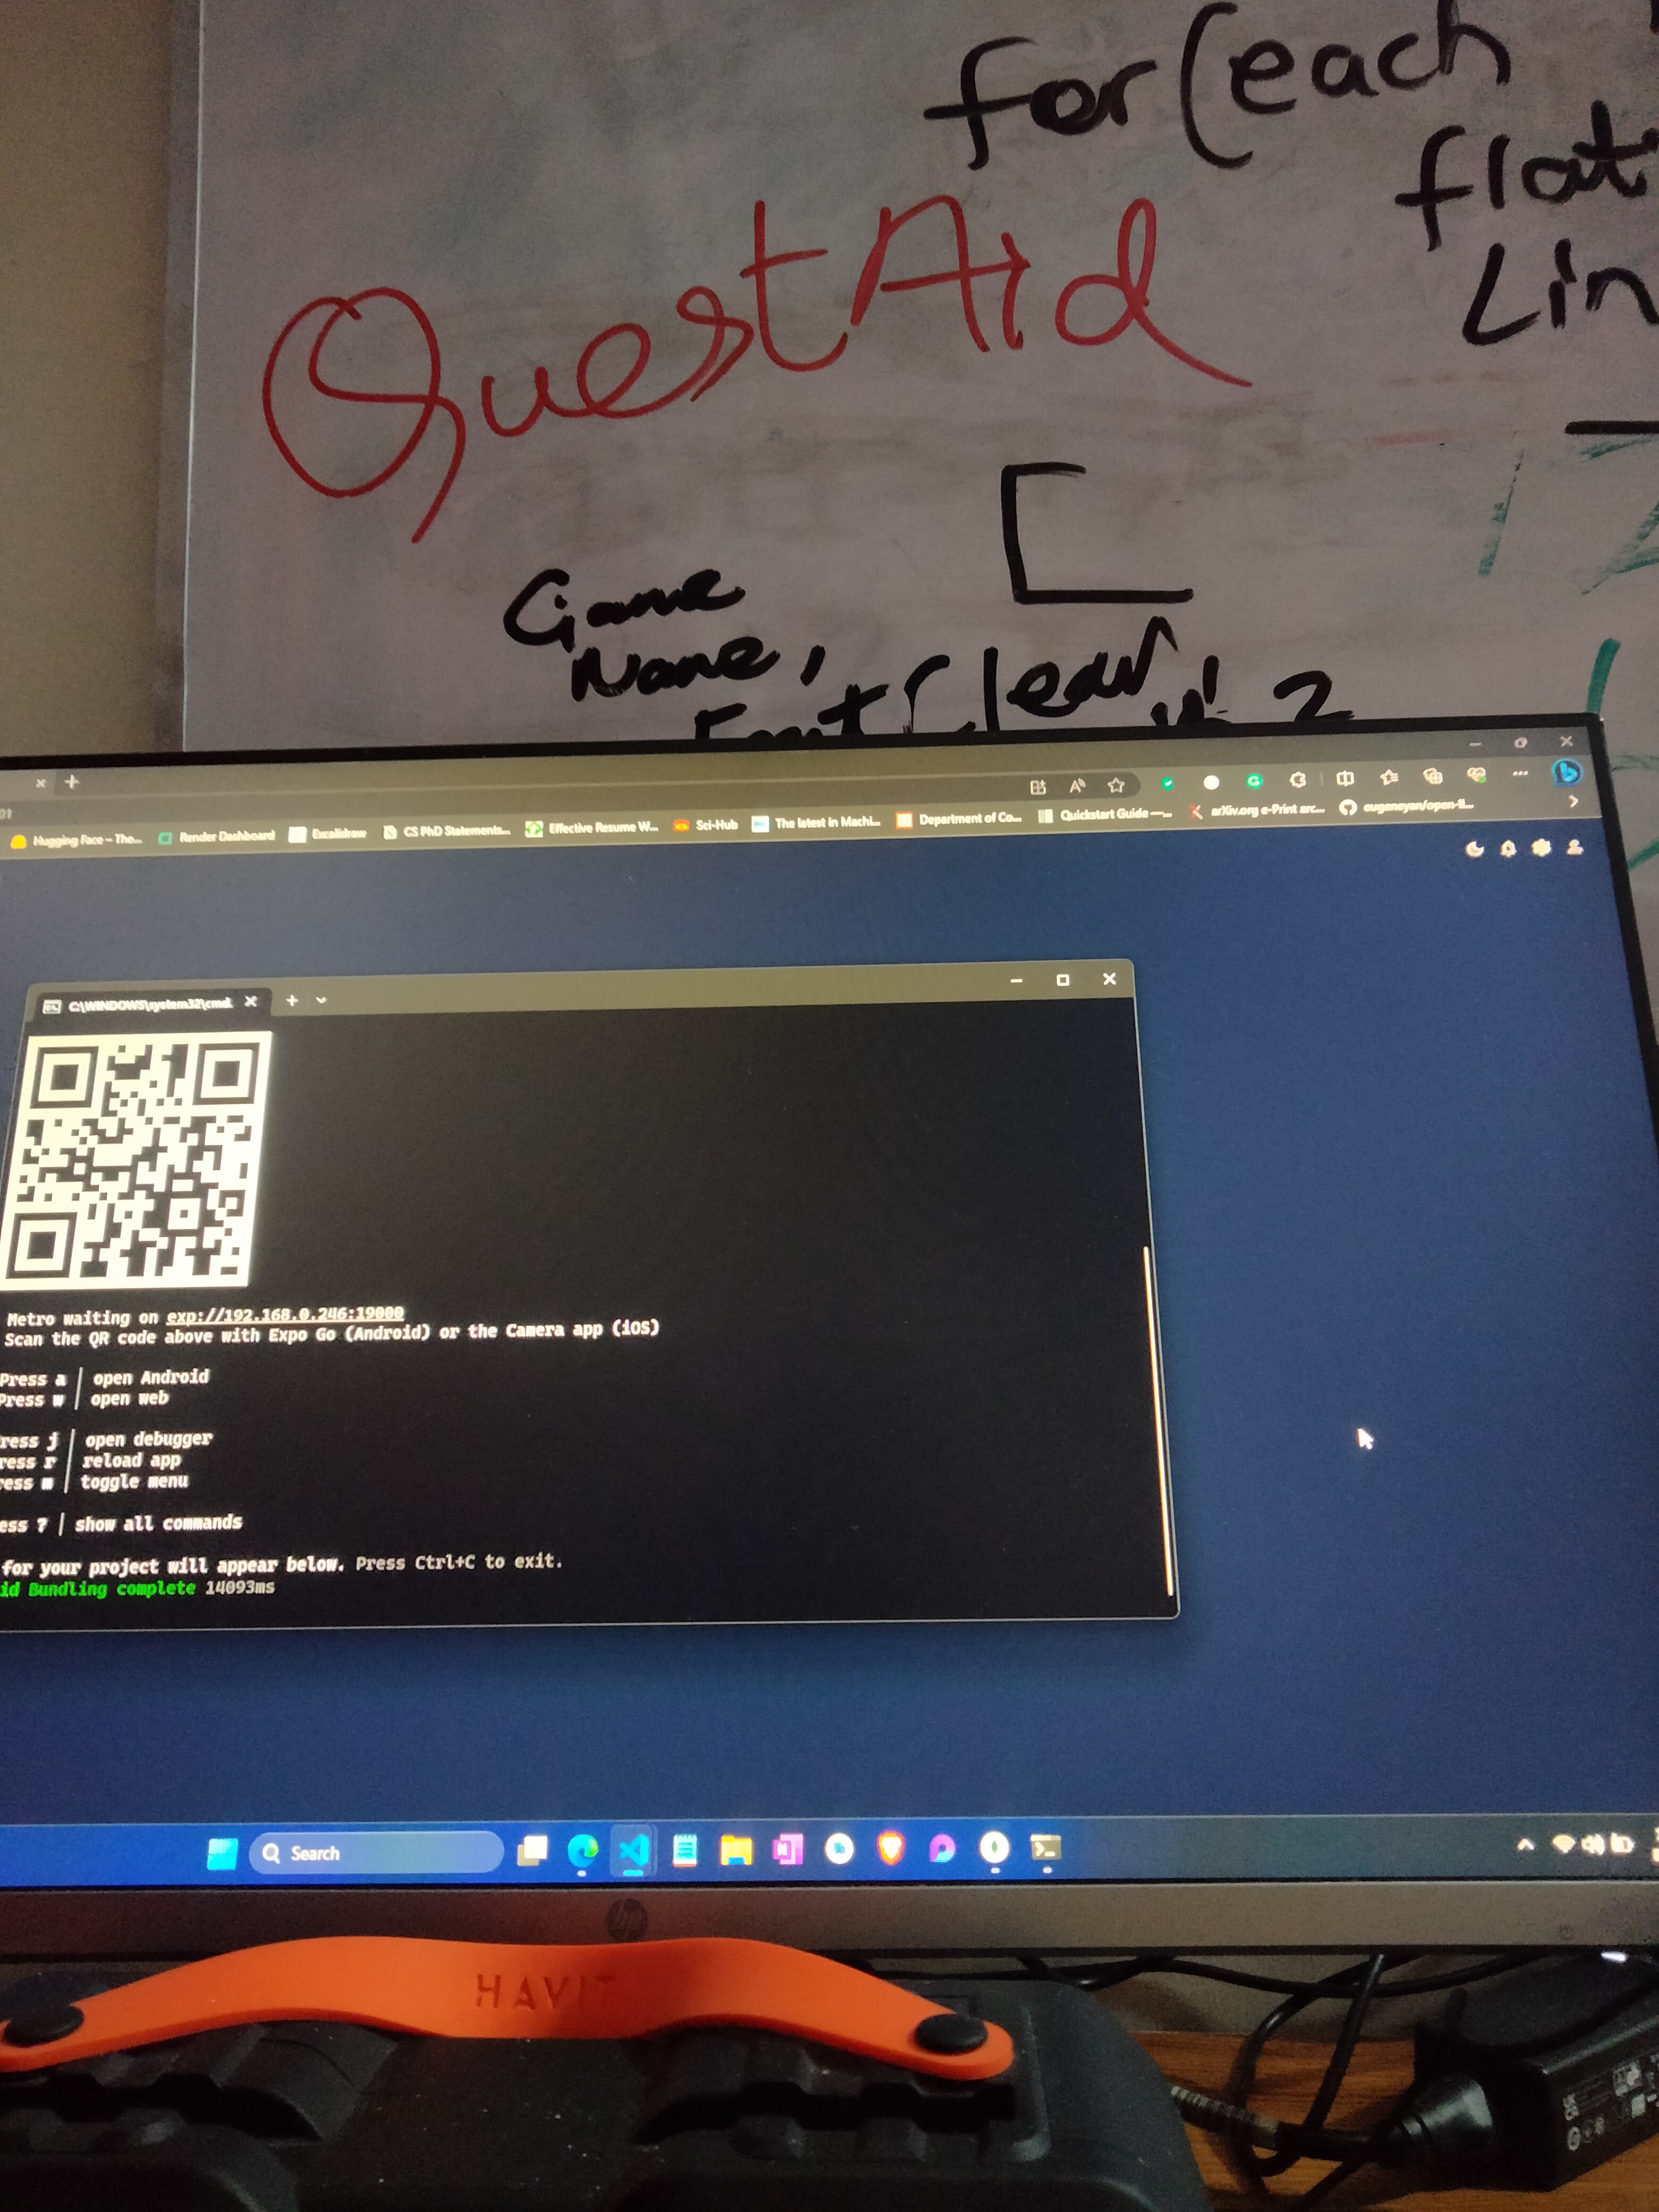 for(each
flat
Lin
QuestAid
Game
Name,
Font Clear
2
Hugging Face – The...
Render Dashboard
Excalidraw
CS PhD Statements...
Effective Resume W...
Sci-Hub
The latest in Machi...
Department of Co...
Quickstart Guide —...
arXiv.org e-Print arc...
eugeneyan/open-ll...
C:\WINDOWS\system32\cmd.
Metro waiting on exp://192.168.0.246:19000
Scan the QR code above with Expo Go (Android) or the Camera app (iOS)
Press a │ open Android
Press w │ open web
ress j │ open debugger
ress r │ reload app
ess m │ toggle menu
ess ? │ show all commands
for your project will appear below. Press Ctrl+C to exit.
id Bundling complete 14093ms
Search
hp
HAVIT